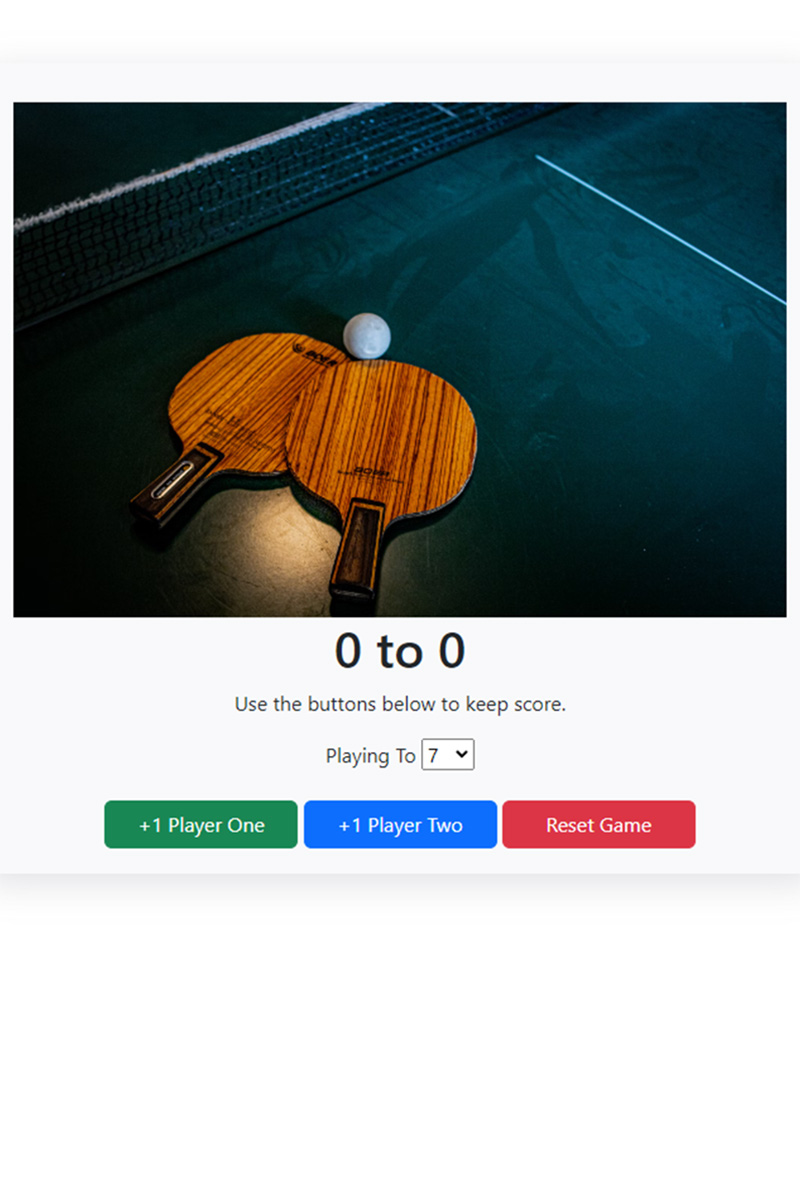 0 to 0
Use the buttons below to keep score.
Playing To 7
+1 Player One +1 Player Two Reset Game